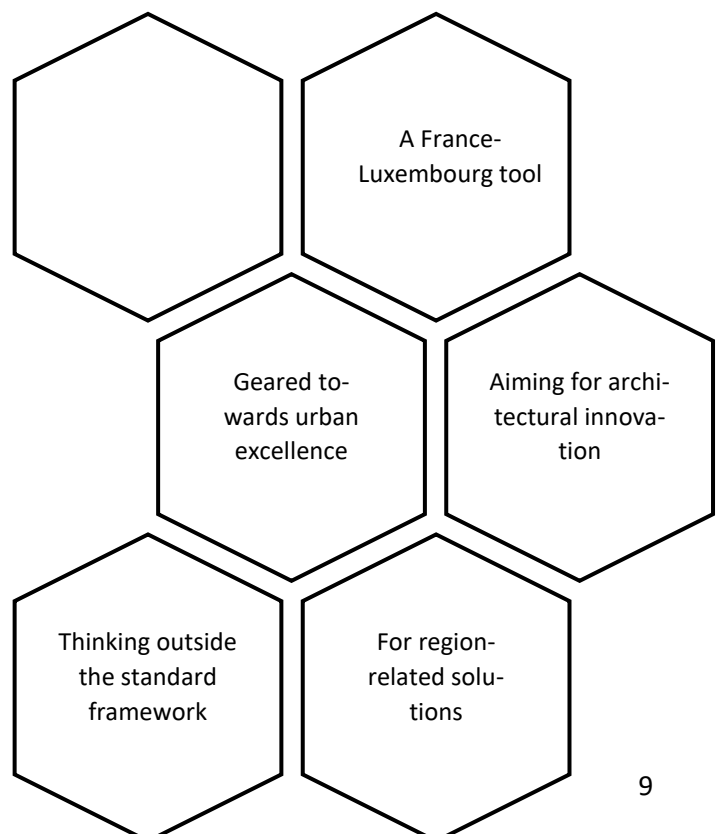 A France-
Luxembourg tool
Geared to-
wards urban
excellence
Aiming for archi-
tectural innova-
tion
Thinking outside
the standard
framework
For region-
related solu-
tions
9